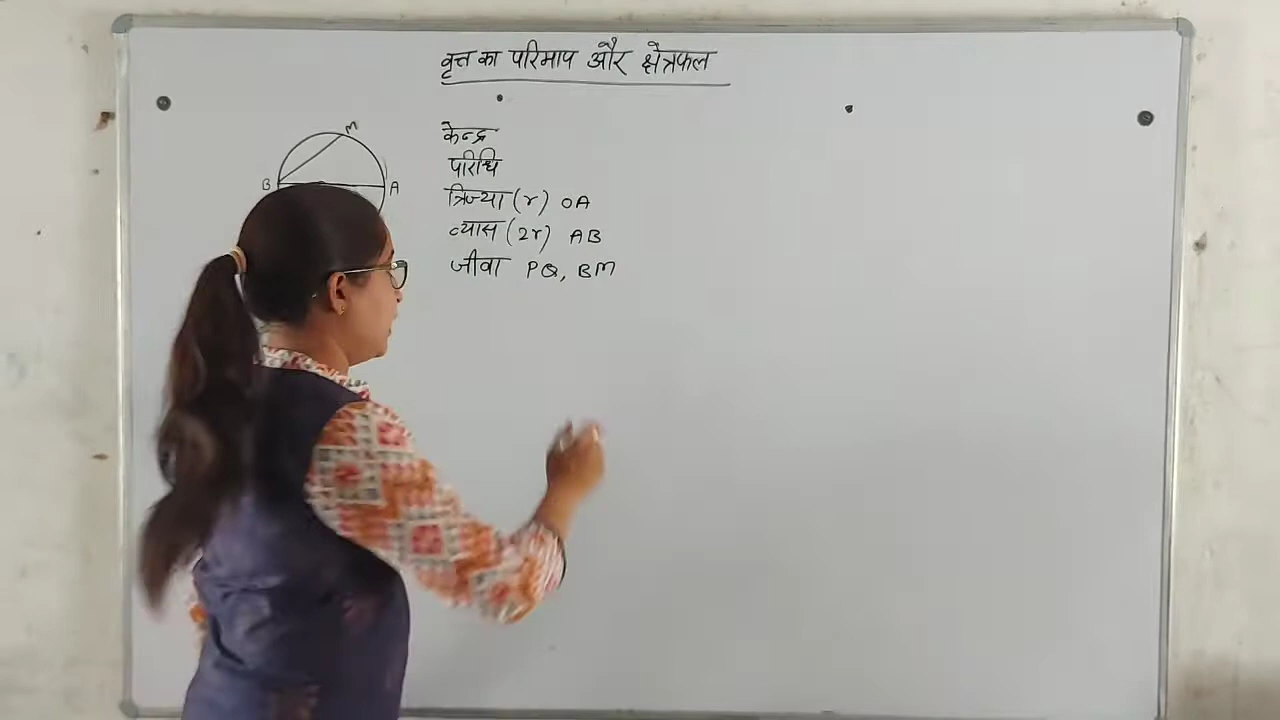 वृत्त का परिमाप और क्षेत्रफल
M
B A
केन्द्र
परिधि
त्रिज्या (r) OA
व्यास (2r) AB
जीवा PQ, BM